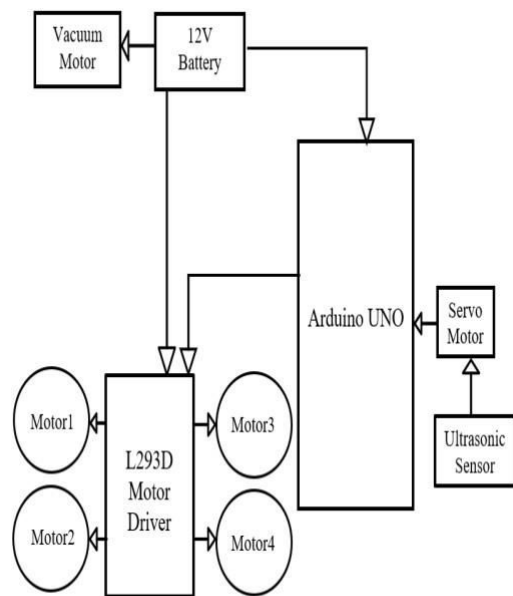 Vacuum
Motor
12V
Battery
Arduino UNO
Servo
Motor
Ultrasonic
Sensor
Motor1
L293D
Motor
Driver
Motor3
Motor2
Motor4